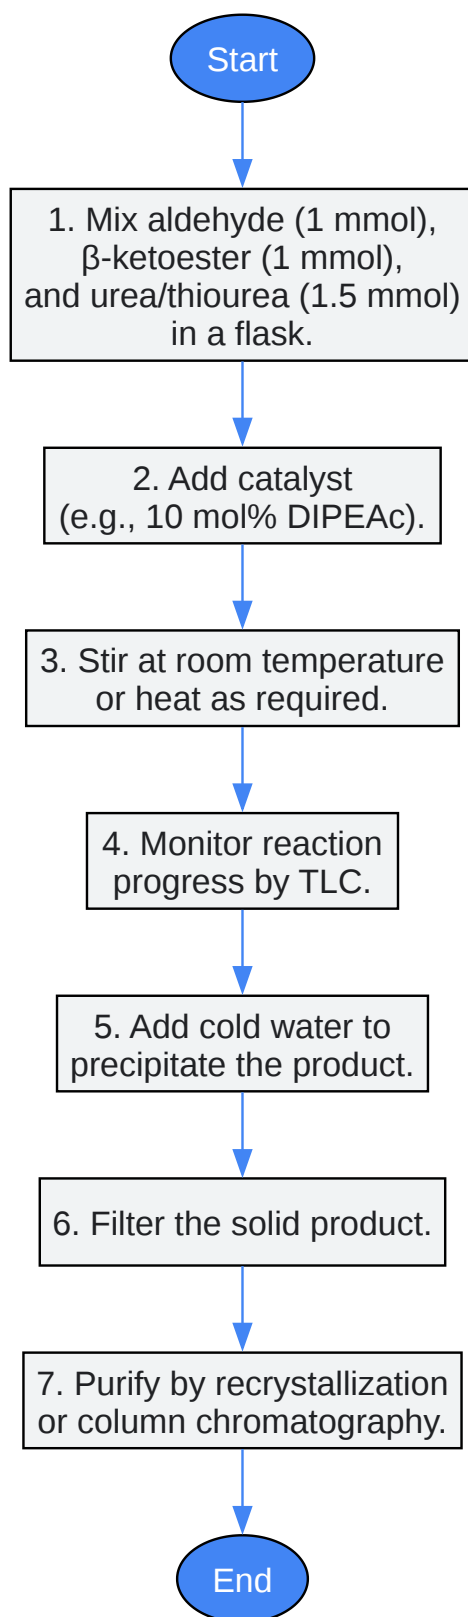 Start
1. Mix aldehyde (1 mmol),
β-ketoester (1 mmol),
and urea/thiourea (1.5 mmol)
in a flask.
2. Add catalyst
(e.g., 10 mol% DIPEAc).
3. Stir at room temperature
or heat as required.
4. Monitor reaction
progress by TLC.
5. Add cold water to
precipitate the product.
6. Filter the solid product.
7. Purify by recrystallization
or column chromatography.
End